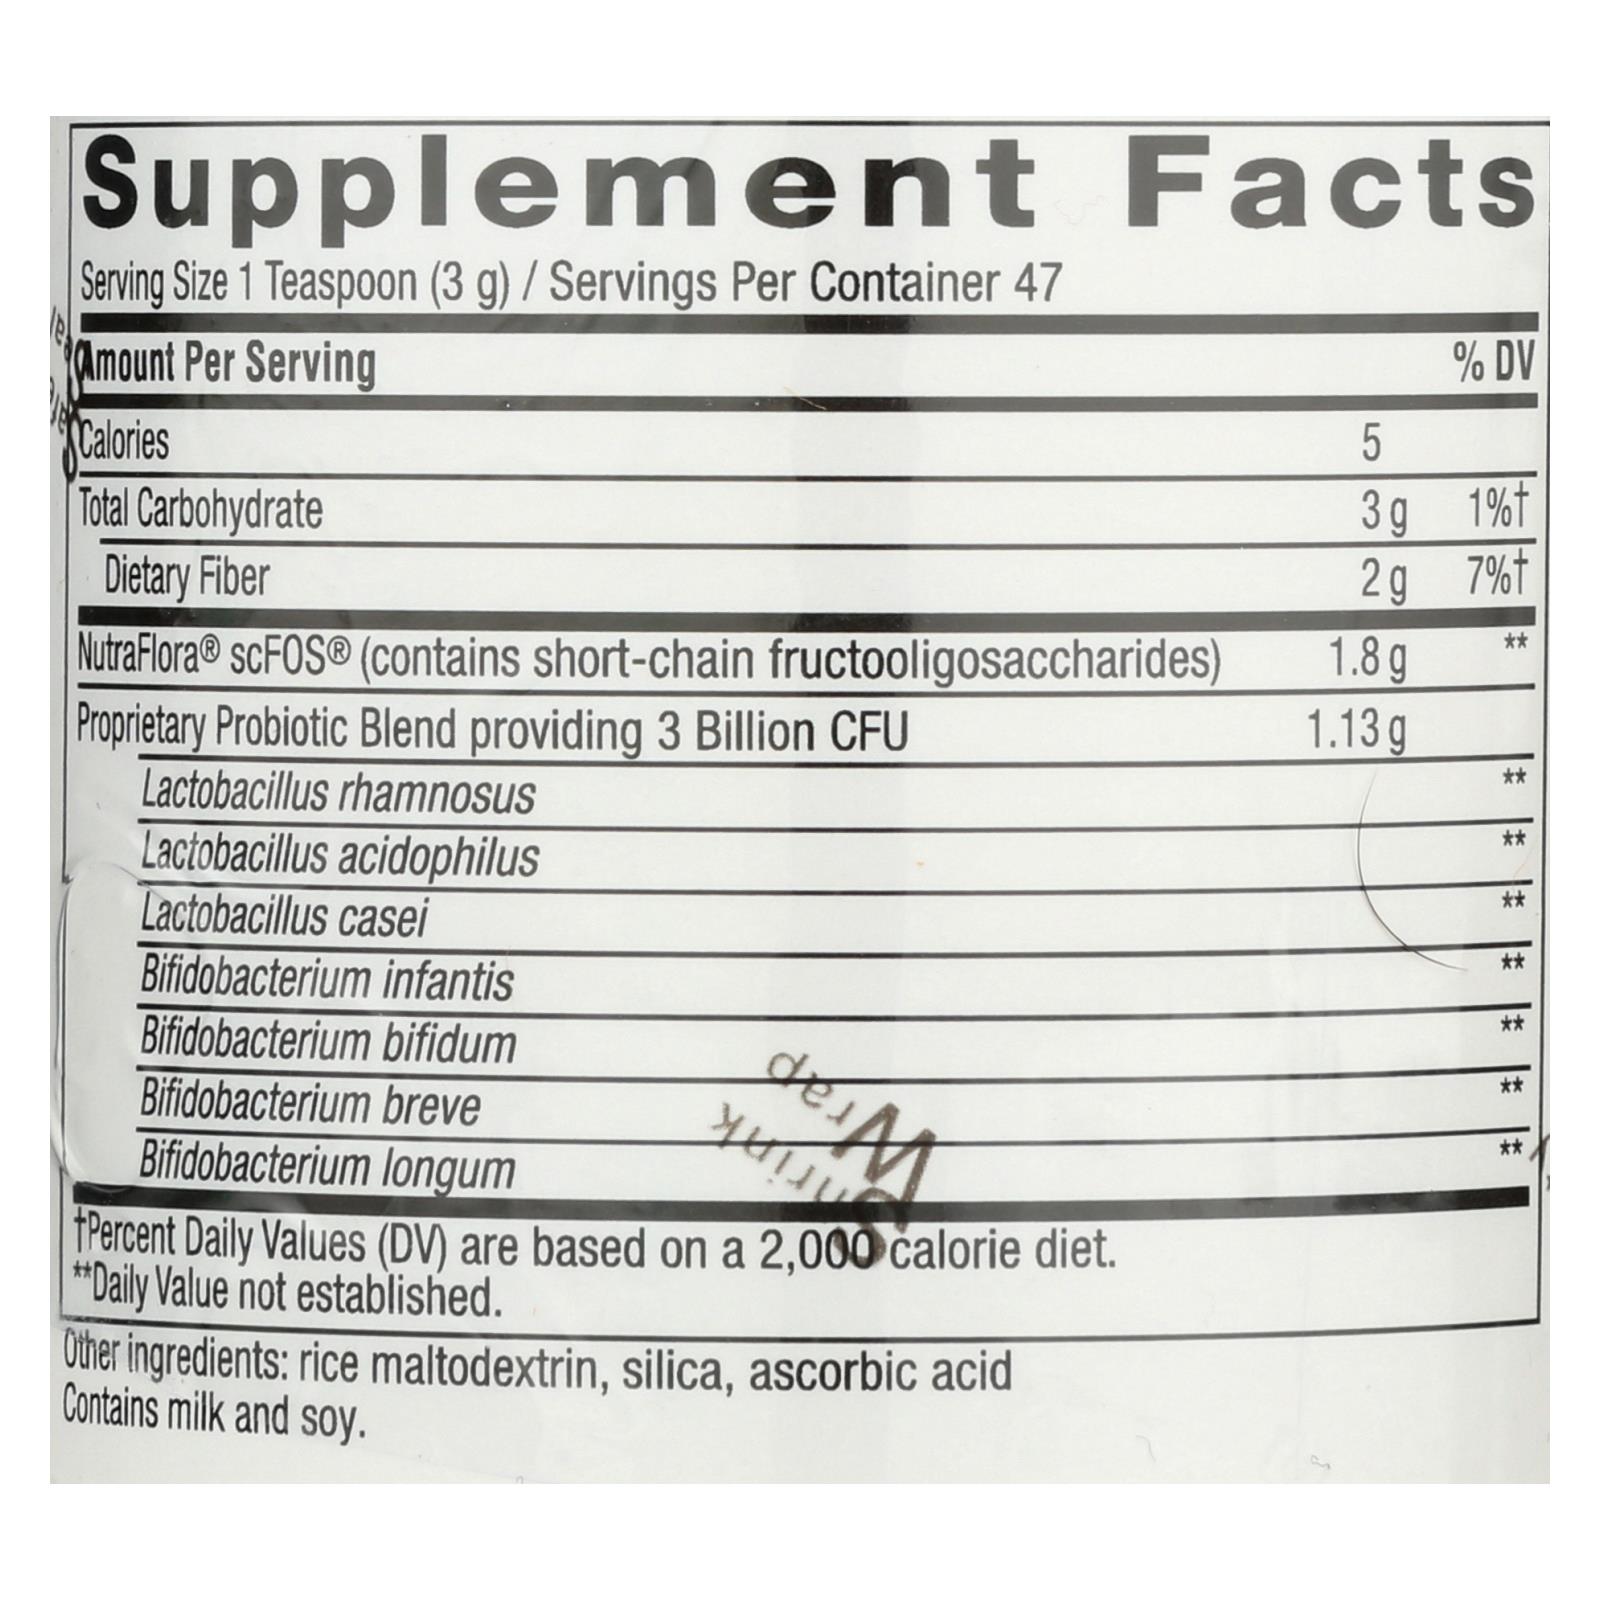 Supplement Facts
Serving Size 1 Teaspoon (3 g) / Servings Per Container 47
Amount Per Serving % DV
Calories 5
Total Carbohydrate 3 g 1%†
Dietary Fiber 2 g 7%†
NutraFlora® scFOS® (contains short-chain fructooligosaccharides) 1.8 g **
Proprietary Probiotic Blend providing 3 Billion CFU 1.13 g
Lactobacillus rhamnosus **
Lactobacillus acidophilus **
Lactobacillus casei **
Bifidobacterium infantis **
Bifidobacterium bifidum **
Bifidobacterium breve **
Bifidobacterium longum **
Shrink
Wrap
†Percent Daily Values (DV) are based on a 2,000 calorie diet.
**Daily Value not established.
Other ingredients: rice maltodextrin, silica, ascorbic acid
Contains milk and soy.